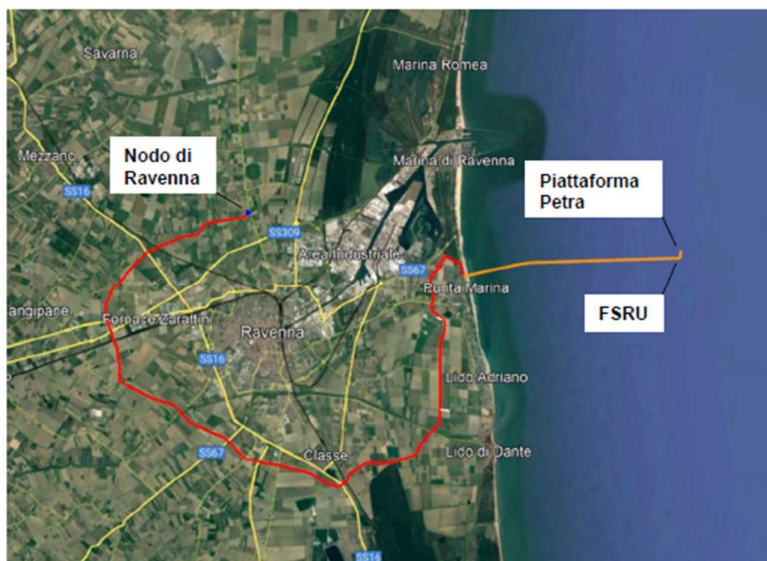 Savarna
Marina Romea
Mezzano
Nodo di
Ravenna
Marina di Ravenna
SS16
Piattaforma
Petra
SS309
Area Industriale
SS67
Punta Marina
angipane
Fornace Zarattini
FSRU
Ravenna
SS16
Lido Adriano
SS67
Classe
Lido di Dante
SS16